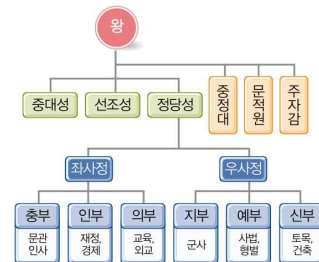 왕
중대성
선조성
정당성
중정대
문적원
주자감
좌사정
우사정
충부
인부
의부
지부
예부
신부
문관
인사
재정,
경제
교육,
외교
군사
사법,
형벌
토목,
건축